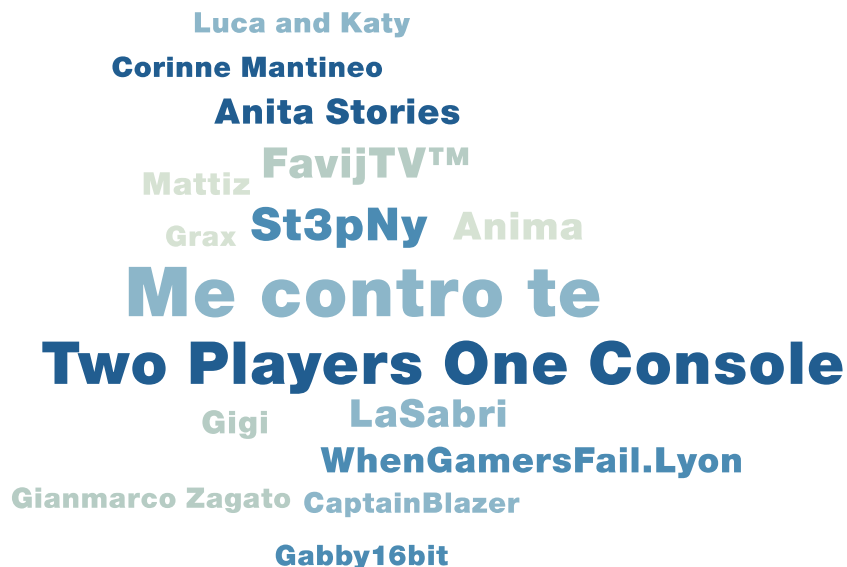 Luca and Katy
Corinne Mantineo
Anita Stories
FavijTV™
Mattiz
St3pNy
Anima
Grax
Me contro te
Two Players One Console
LaSabri
Gigi
WhenGamersFail.Lyon
Gianmarco Zagato
CaptainBlazer
Gabby16bit